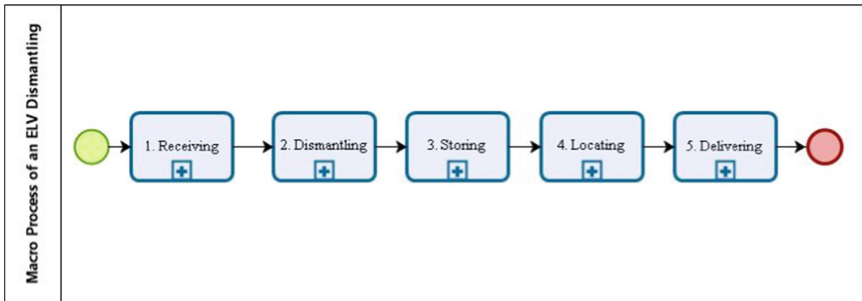 Macro Process of an ELV Dismantling
1. Receiving
2. Dismantling
3. Storing
4. Locating
5. Delivering